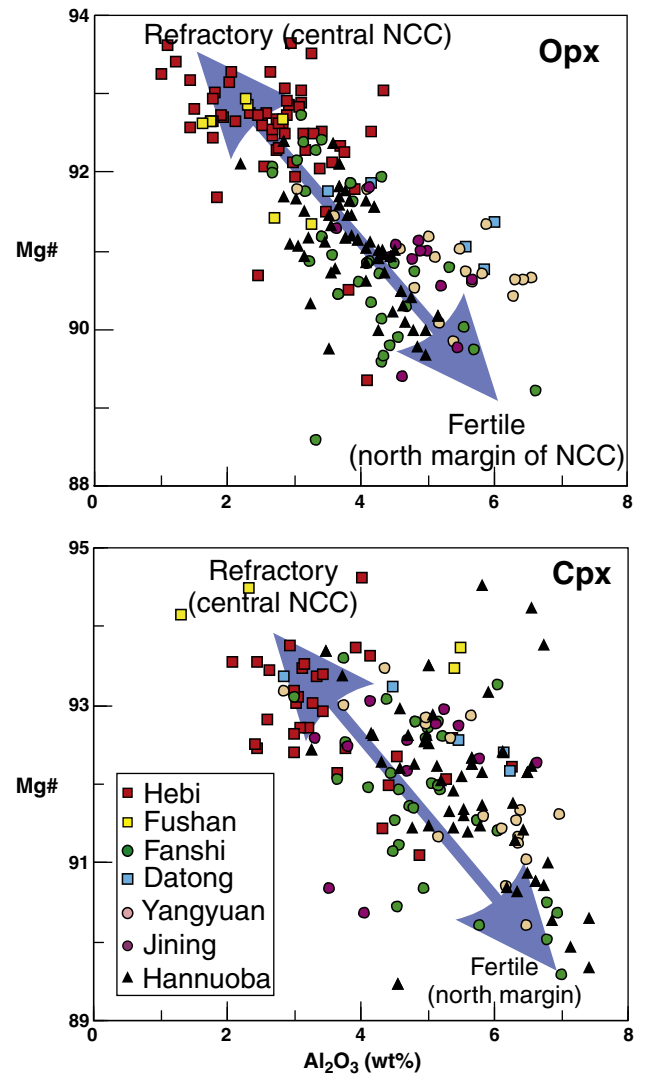 94
Refractory (central NCC)
Opx
92
Mg#
90
Fertile
(north margin of NCC)
88
0 2 4 6 8
95
Refractory
(central NCC)
Cpx
93
Mg#
Hebi
Fushan
Fanshi
Datong
Yangyuan
Jining
Hannuoba
91
Fertile
(north margin)
89
0 2 4 6 8
Al₂O₃ (wt%)